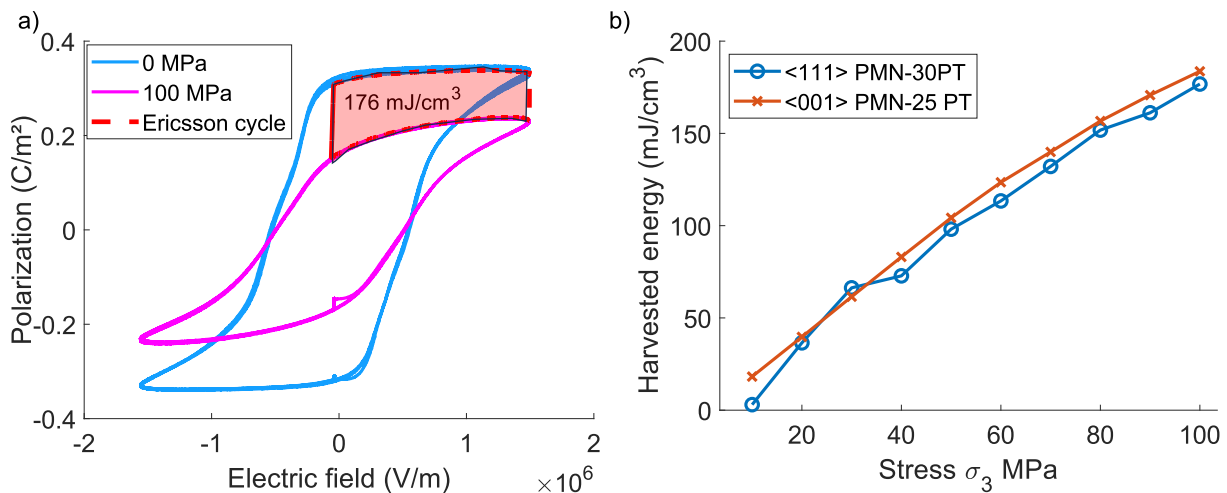 a)
0.4
0.2
0
-0.2
-0.4
Polarization (C/m²)
0 MPa
100 MPa
Ericsson cycle
176 mJ/cm³
-2
-1
0
1
2
Electric field (V/m)
×10⁶
b)
200
150
100
50
0
Harvested energy (mJ/cm³)
<111> PMN-30PT
<001> PMN-25 PT
20
40
60
80
100
Stress σ₃ MPa